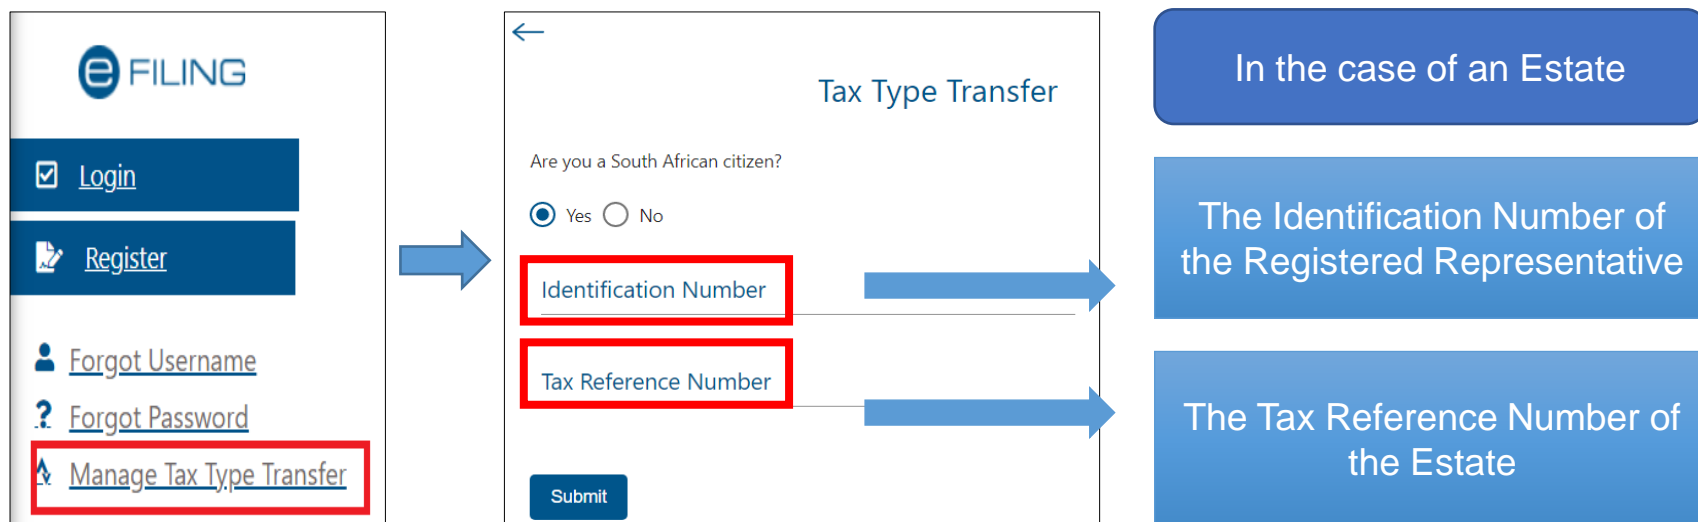 e FILING
Login
Register
Forgot Username
Forgot Password
Manage Tax Type Transfer
Tax Type Transfer
Are you a South African citizen?
Yes No
Identification Number
Tax Reference Number
Submit
In the case of an Estate
The Identification Number of
the Registered Representative
The Tax Reference Number of
the Estate